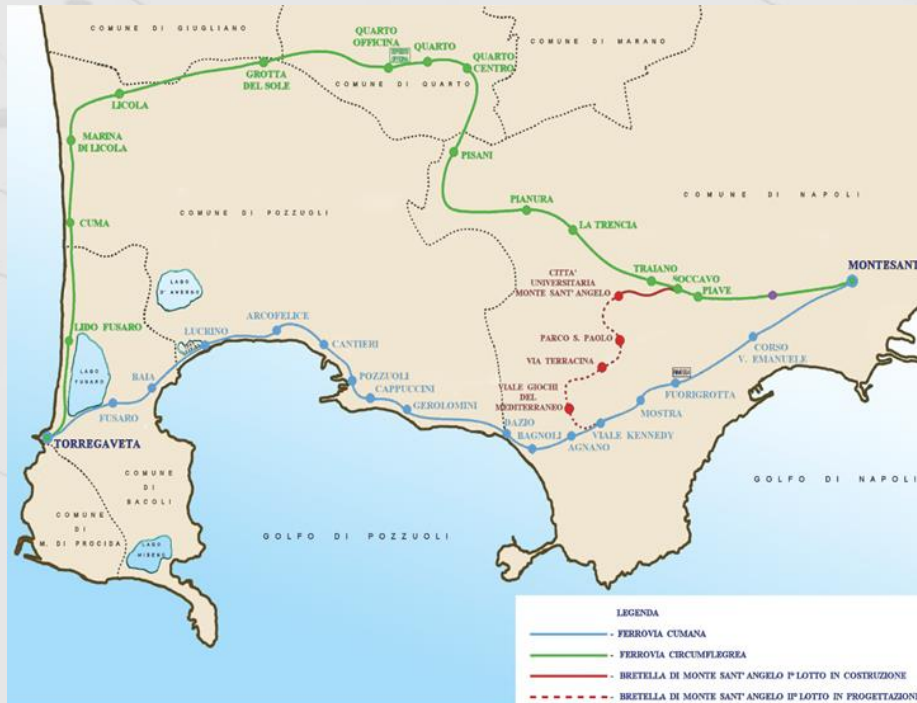 COMUNE DI GIUGLIANO
COMUNE DI MARANO
QUARTO
OFFICINA
QUARTO
QUARTO
CENTRO
GROTTA
DEL SOLE
COMUNE DI QUARTO
LICOLA
MARINA
DI LICOLA
PISANI
COMUNE DI NAPOLI
PIANURA
COMUNE DI POZZUOLI
CUMA
LA TRENCIA
TRAIANO
SOCCAVO
PIAVE
MONTESANT
CITTA'
UNIVERSITARIA
MONTE SANT' ANGELO
LAGO
D'AVERNO
LIDO FUSARO
LUCRINO
ARCOFELICE
CANTIERI
PARCO S. PAOLO
CORSO
V. EMANUELE
VIA TERRACINA
LAGO
FUSARO
BAIA
POZZUOLI
CAPPUCCINI
GEROLOMINI
FUSARO
VIALE GIOCHI
DEL
MEDITERRANEO
FUORIGROTTA
MOSTRA
DAZIO
BAGNOLI
AGNANO
VIALE KENNEDY
TORREGAVETA
COMUNE
DI
BACOLI
COMUNE
DI
M. DI PROCIDA
LAGO
MISENO
GOLFO DI POZZUOLI
GOLFO DI NAPOLI
LEGENDA
- FERROVIA CUMANA
- FERROVIA CIRCUMFLEGREA
- BRETELLA DI MONTE SANT' ANGELO I° LOTTO IN COSTRUZIONE
- BRETELLA DI MONTE SANT' ANGELO II° LOTTO IN PROGETTAZIONE